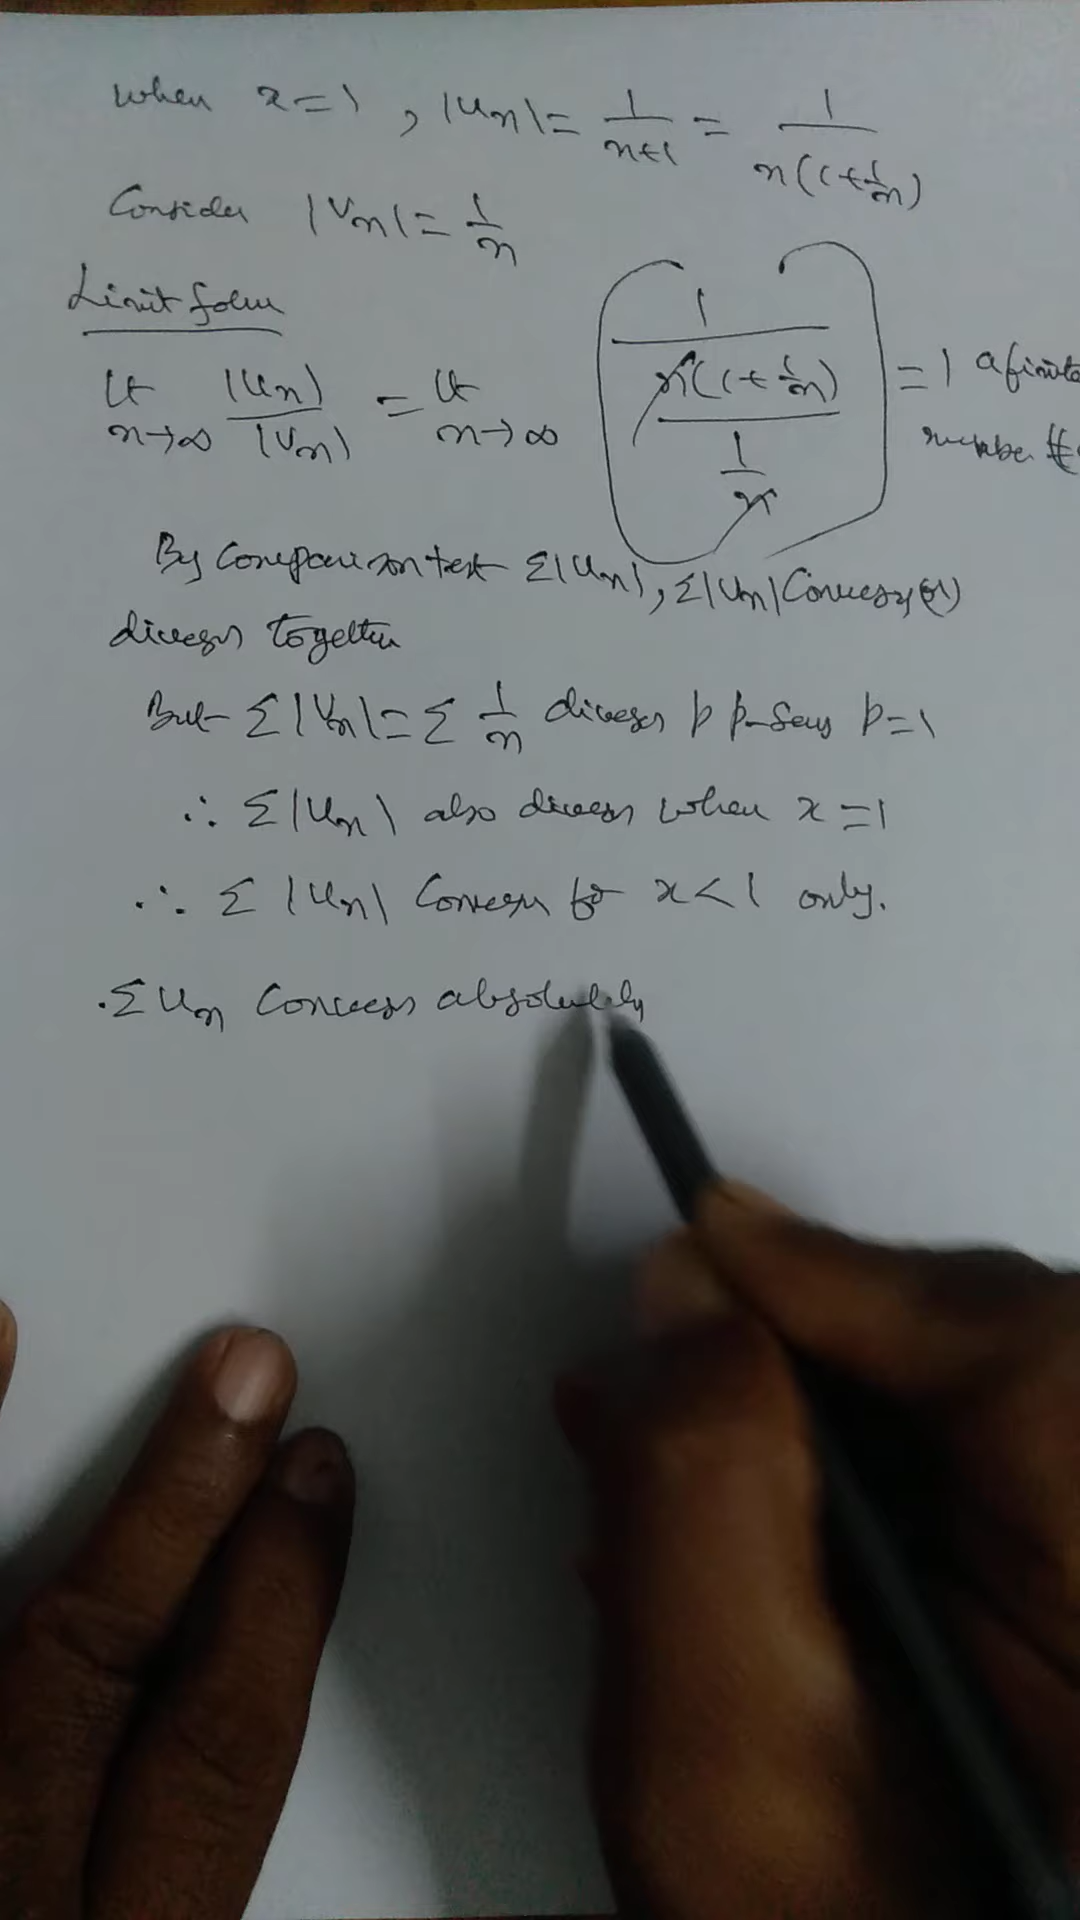 when x=1, |un| = 1/n+1 = 1/n(1+1/n)
Consider |vn| = 1/n
Limit form
lt n→∞ |un|/|vn| = lt n→∞ (1/n(1+1/n) / 1/n) = 1 a finite
number
By Comparison test Σ|un|, Σ|vn| Converges (or)
diverges together
But Σ|vn| = Σ 1/n diverges p p-series p=1
∴ Σ|un| also diverges when x=1
∴ Σ|un| Converges for x<1 only.
. Σun Converges absolutely